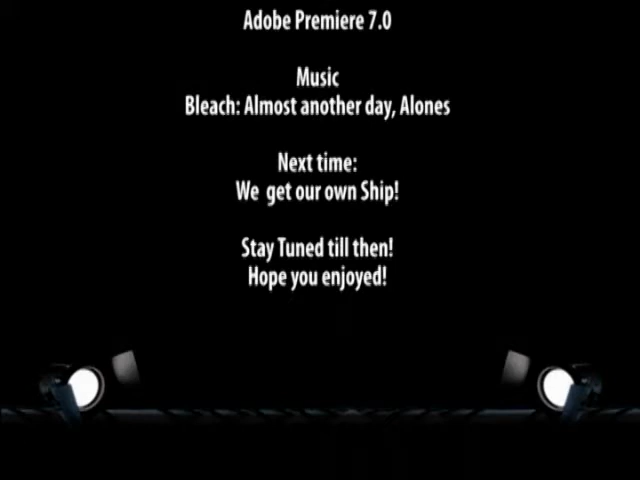 Adobe Premiere 7.0
Music
Bleach: Almost another day, Alones
Next time:
We get our own Ship!
Stay Tuned till then!
Hope you enjoyed!